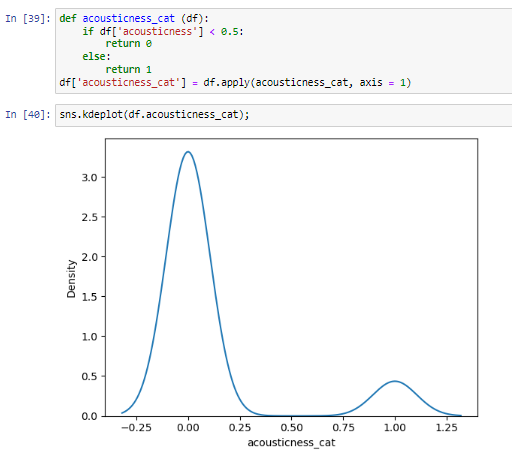 In [39]: def acousticness_cat (df):
if df['acousticness'] < 0.5:
return 0
else:
return 1
df['acousticness_cat'] = df.apply(acousticness_cat, axis = 1)
In [40]: sns.kdeplot(df.acousticness_cat);
3.0
2.5
2.0
Density
1.5
1.0
0.5
0.0
−0.25 0.00 0.25 0.50 0.75 1.00 1.25
acousticness_cat